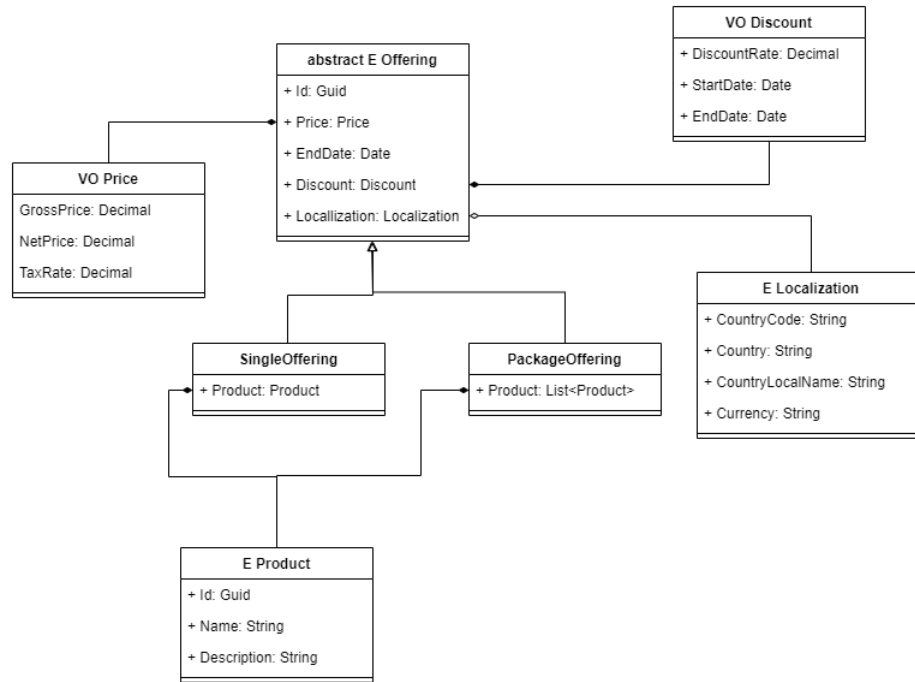 abstract E Offering
+ Id: Guid
+ Price: Price
+ EndDate: Date
+ Discount: Discount
+ Locallization: Localization
VO Discount
+ DiscountRate: Decimal
+ StartDate: Date
+ EndDate: Date
VO Price
GrossPrice: Decimal
NetPrice: Decimal
TaxRate: Decimal
E Localization
+ CountryCode: String
+ Country: String
+ CountryLocalName: String
+ Currency: String
SingleOffering
+ Product: Product
PackageOffering
+ Product: List<Product>
E Product
+ Id: Guid
+ Name: String
+ Description: String